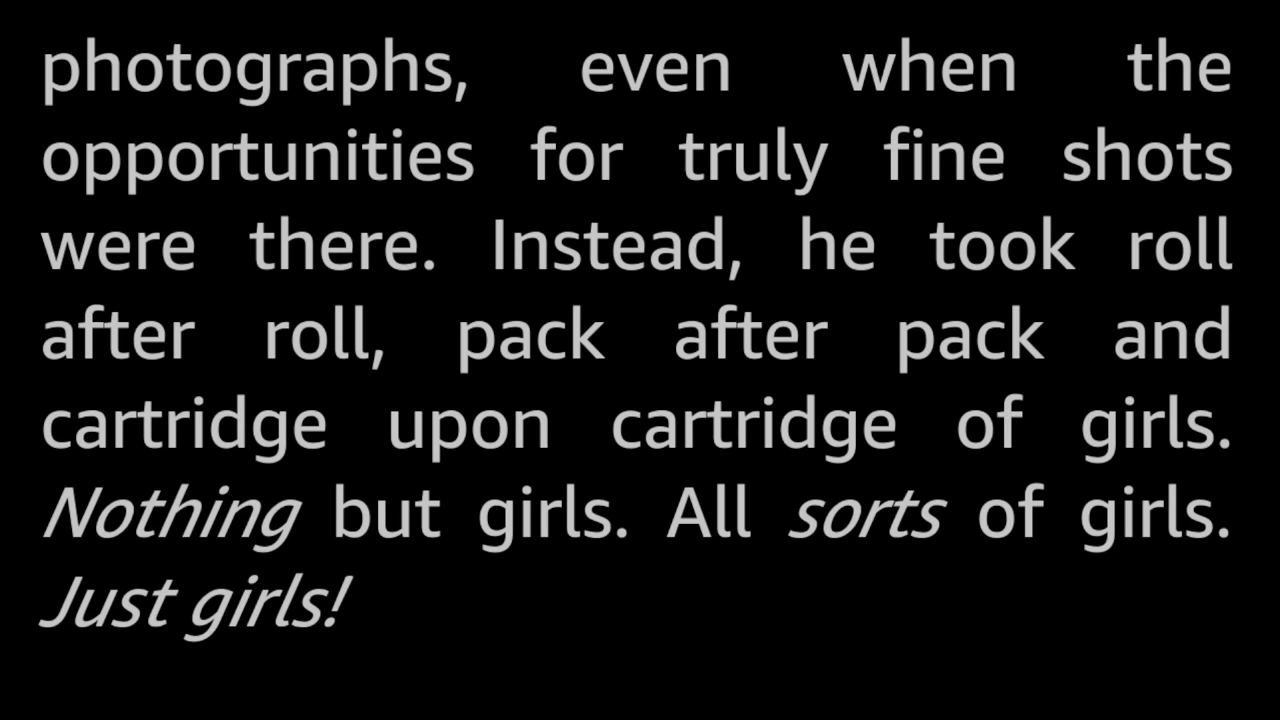 photographs, even when the
opportunities for truly fine shots
were there. Instead, he took roll
after roll, pack after pack and
cartridge upon cartridge of girls.
Nothing but girls. All sorts of girls.
Just girls!